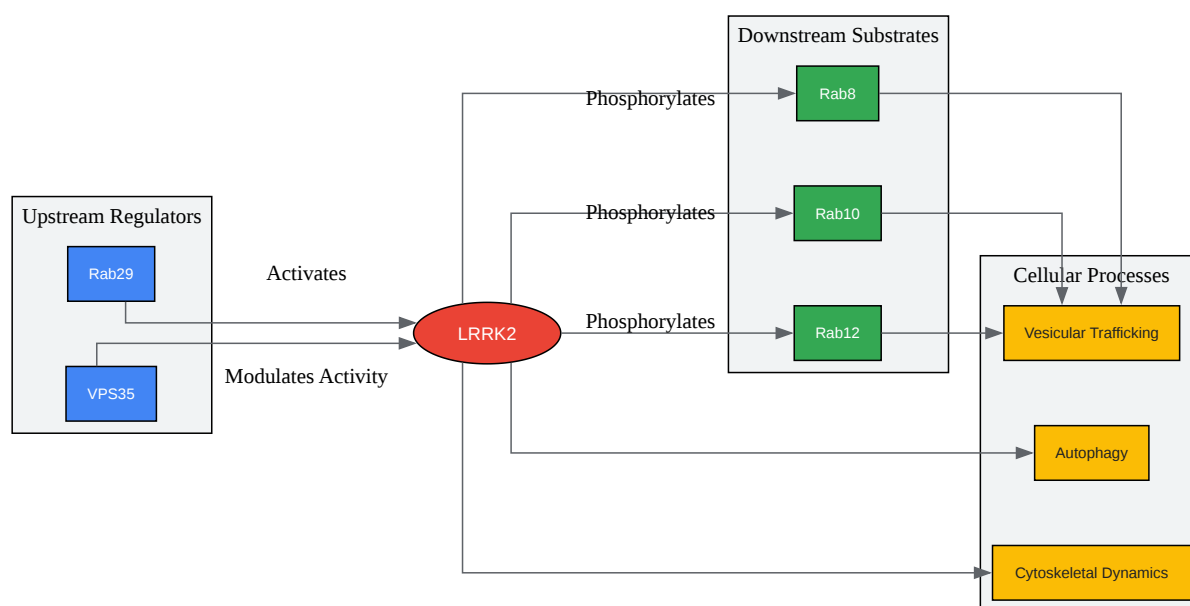 Downstream Substrates
Rab8
Phosphorylates
Rab10
Phosphorylates
Upstream Regulators
Rab29
Activates
Cellular Processes
LRRK2
Phosphorylates
Rab12
Vesicular Trafficking
VPS35
Modulates Activity
Autophagy
Cytoskeletal Dynamics